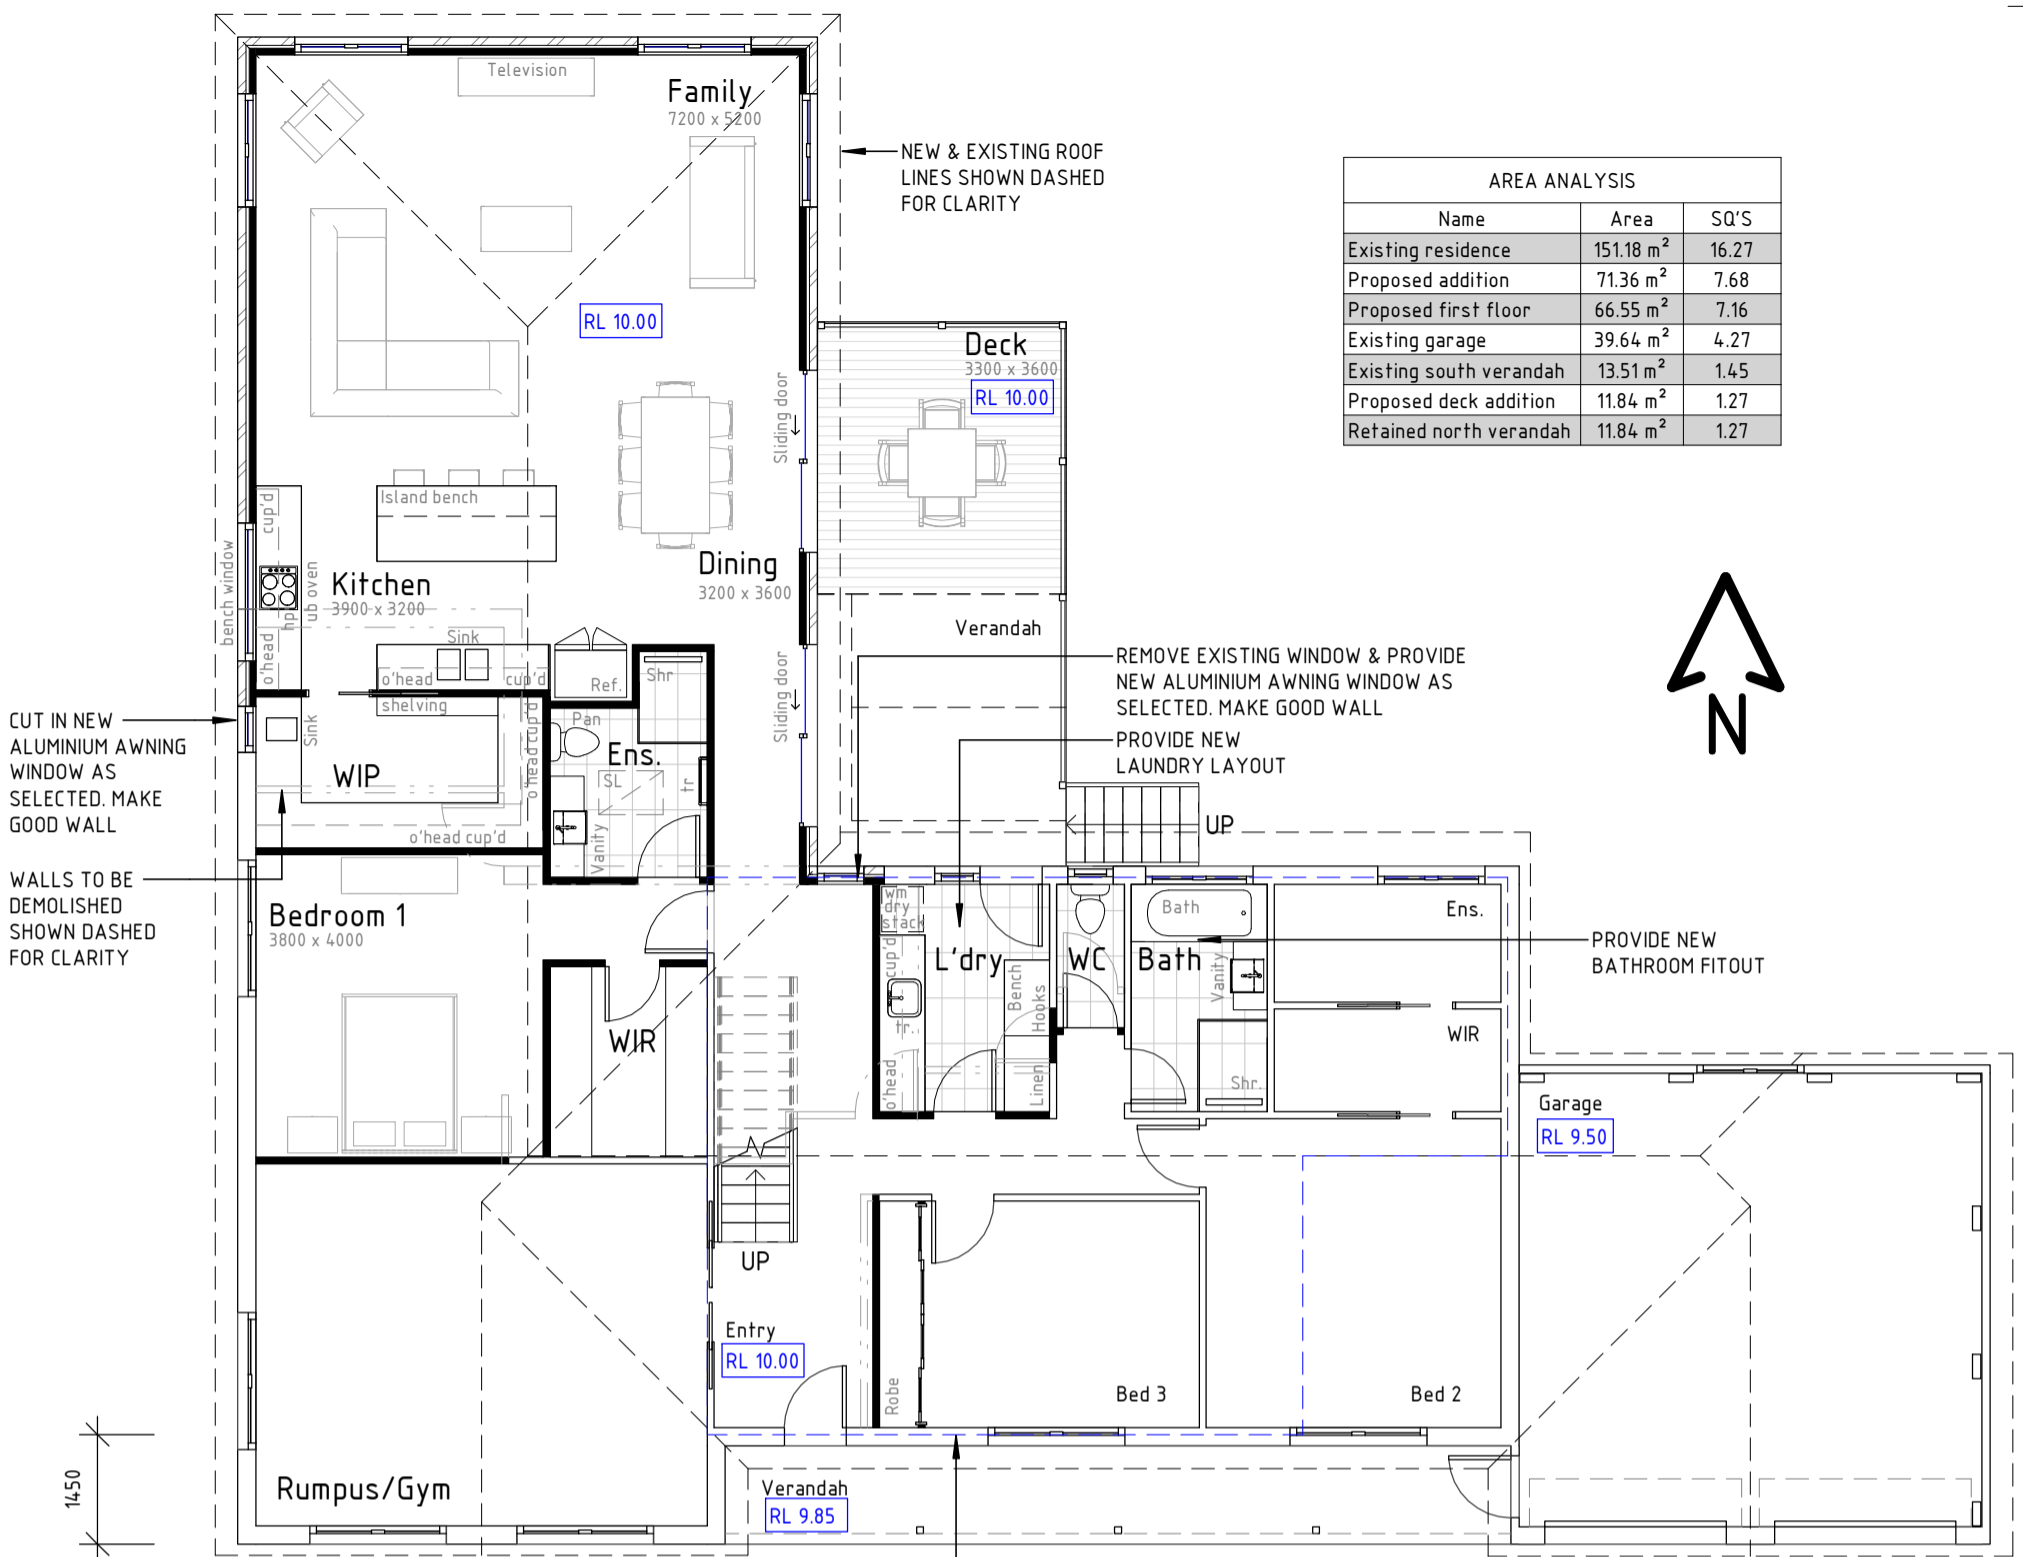 Television
Family
7200 x 5200
NEW & EXISTING ROOF
LINES SHOWN DASHED
FOR CLARITY
AREA ANALYSIS
Name Area SQ'S
Existing residence 151.18 m² 16.27
Proposed addition 71.36 m² 7.68
Proposed first floor 66.55 m² 7.16
Existing garage 39.64 m² 4.27
Existing south verandah 13.51 m² 1.45
Proposed deck addition 11.84 m² 1.27
Retained north verandah 11.84 m² 1.27
RL 10.00
Deck
3300 x 3600
RL 10.00
Sliding door
cup'd
Island bench
bench window
Kitchen
3900 x 3200
hp
ub oven
Dining
3200 x 3600
Verandah
N
o'head
Sink
o'head cup'd
Ref.
Shr
Sliding door
REMOVE EXISTING WINDOW & PROVIDE
NEW ALUMINIUM AWNING WINDOW AS
SELECTED. MAKE GOOD WALL
shelving
CUT IN NEW
ALUMINIUM AWNING
WINDOW AS
SELECTED. MAKE
GOOD WALL
Sink
WIP
o'head cup'd
o'head cup'd
Pan
Ens.
SL
tr
Vanity
PROVIDE NEW
LAUNDRY LAYOUT
UP
WALLS TO BE
DEMOLISHED
SHOWN DASHED
FOR CLARITY
Bedroom 1
3800 x 4000
wm
dry
stack
cup'd
L'dry
WC
Bath
Bath
Vanity
Ens.
PROVIDE NEW
BATHROOM FITOUT
Bench
Hooks
tr.
WIR
WIR
o'head
Linen
Shr.
Garage
RL 9.50
UP
Entry
RL 10.00
Robe
Bed 3
Bed 2
1450
Rumpus/Gym
Verandah
RL 9.85